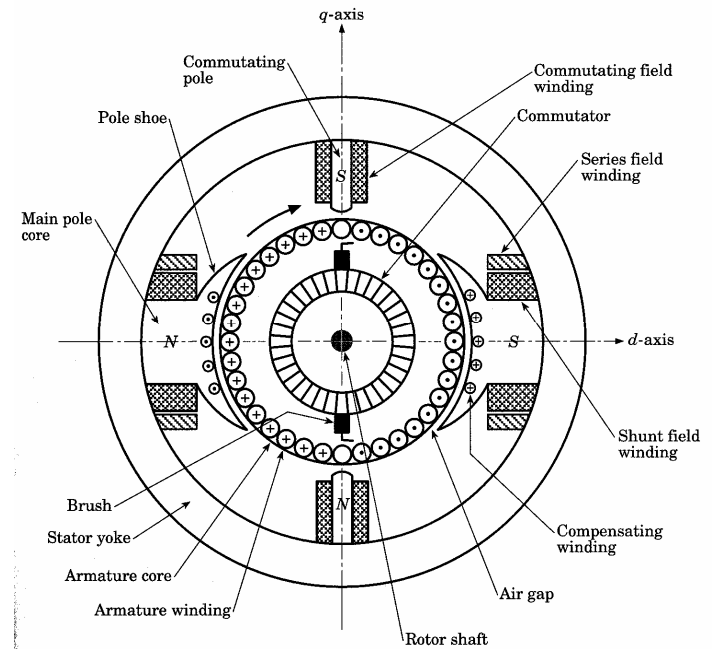 q-axis
Commutating
pole
Commutating field
winding
Pole shoe
Commutator
Series field
winding
S
Main pole
core
N
S
d-axis
Shunt field
winding
Brush
N
Stator yoke
Compensating
winding
Armature core
Air gap
Armature winding
Rotor shaft